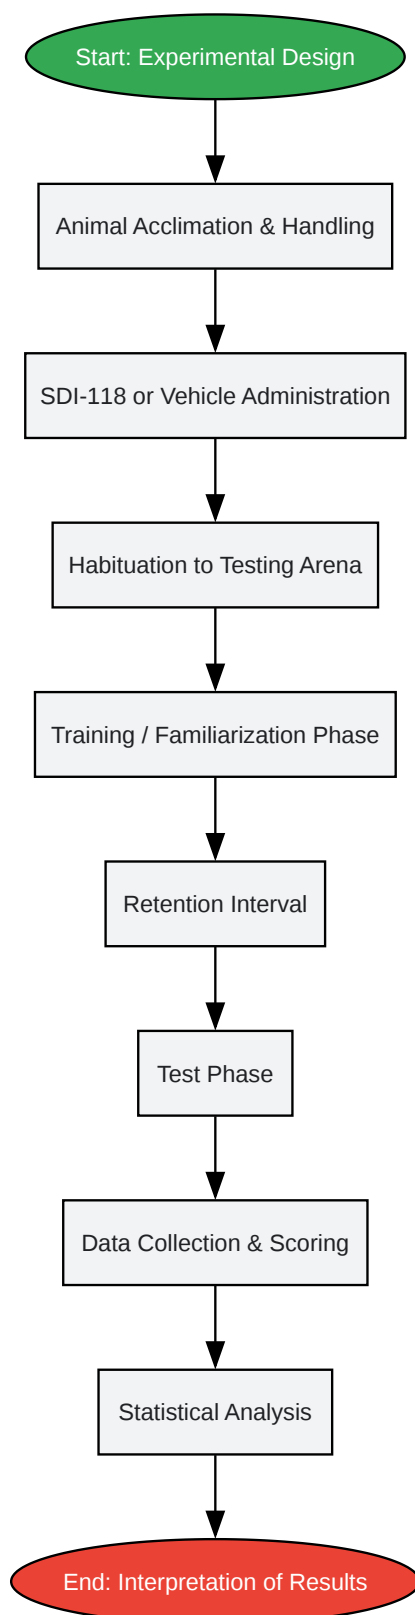 Start: Experimental Design
Animal Acclimation & Handling
SDI-118 or Vehicle Administration
Habituation to Testing Arena
Training / Familiarization Phase
Retention Interval
Test Phase
Data Collection & Scoring
Statistical Analysis
End: Interpretation of Results